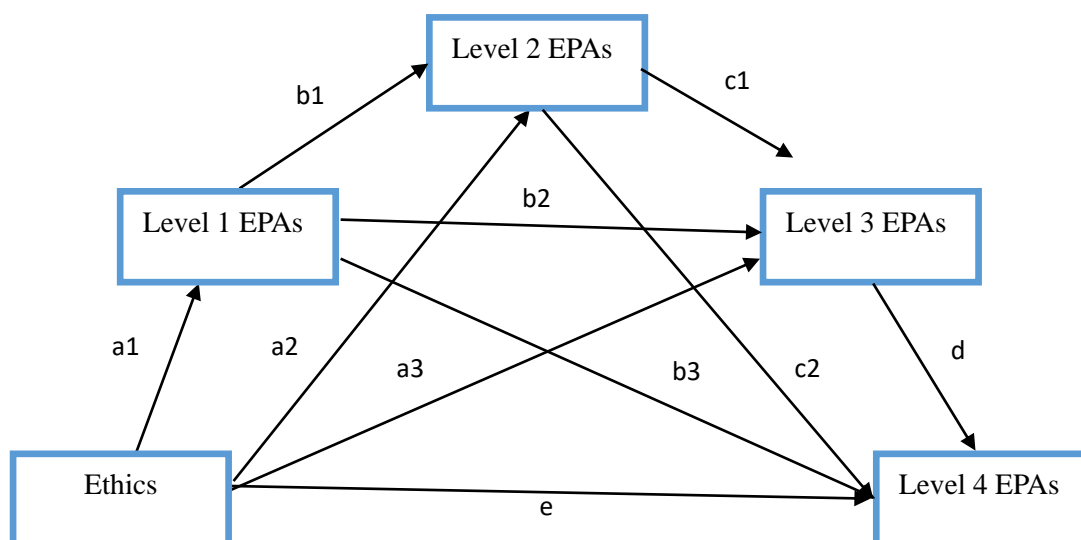 Level 2 EPAs
c1
b1
b2
Level 1 EPAs
Level 3 EPAs
a1
a2
a3
b3
c2
d
Ethics
Level 4 EPAs
e